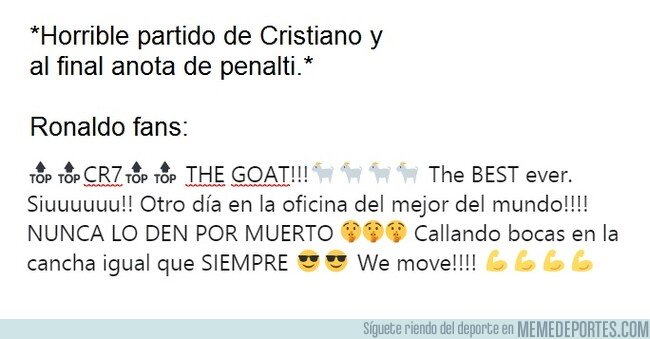 *Horrible partido de Cristiano y
al final anota de penalti.*
Ronaldo fans:
🔝🔝CR7🔝🔝 THE GOAT!!!🐐🐐🐐🐐 The BEST ever.
Siuuuuuu!! Otro día en la oficina del mejor del mundo!!!!
NUNCA LO DEN POR MUERTO 🤫🤫🤫 Callando bocas en la
cancha igual que SIEMPRE 😎😎 We move!!!! 💪💪💪💪
Síguete riendo del deporte en MEMEDEPORTES.COM